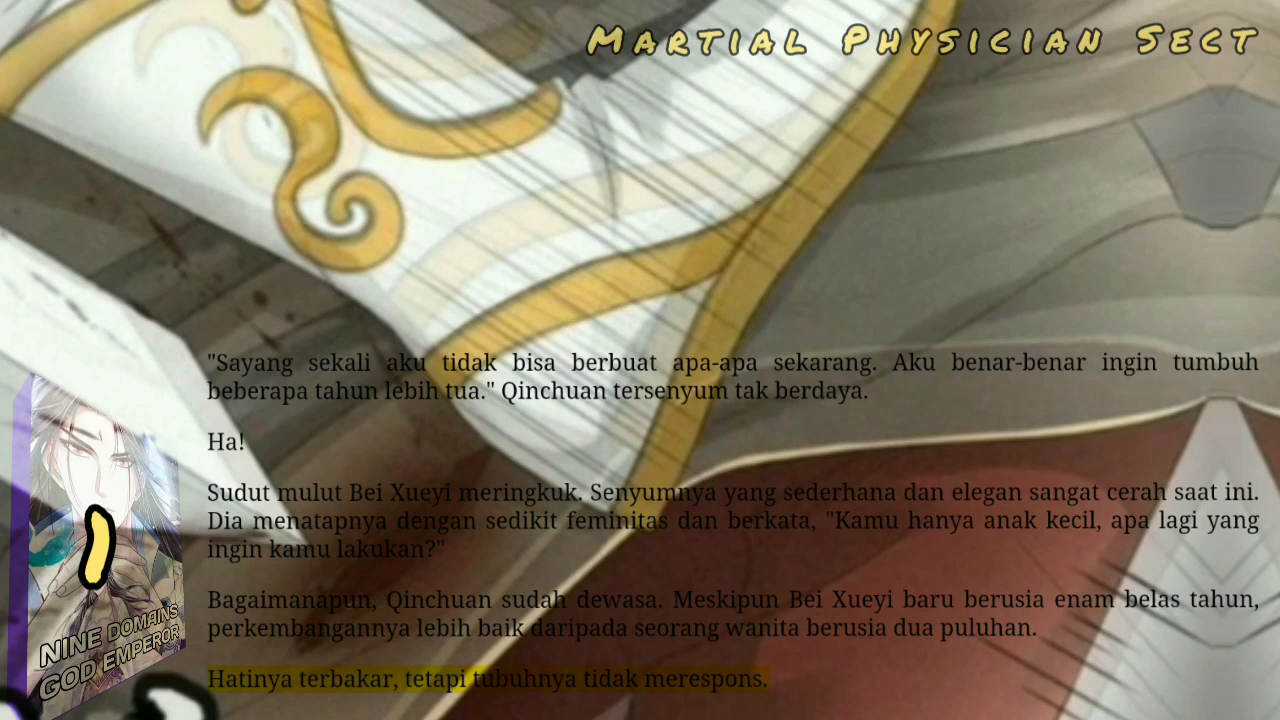 Martial Physician Sect
"Sayang sekali aku tidak bisa berbuat apa-apa sekarang. Aku benar-benar ingin tumbuh
beberapa tahun lebih tua." Qinchuan tersenyum tak berdaya.
Ha!
Sudut mulut Bei Xueyi meringkuk. Senyumnya yang sederhana dan elegan sangat cerah saat ini.
Dia menatapnya dengan sedikit feminitas dan berkata, "Kamu hanya anak kecil, apa lagi yang
ingin kamu lakukan?"
Bagaimanapun, Qinchuan sudah dewasa. Meskipun Bei Xueyi baru berusia enam belas tahun,
perkembangannya lebih baik daripada seorang wanita berusia dua puluhan.
Hatinya terbakar, tetapi tubuhnya tidak merespons.
NINE DOMAINS
GOD EMPEROR